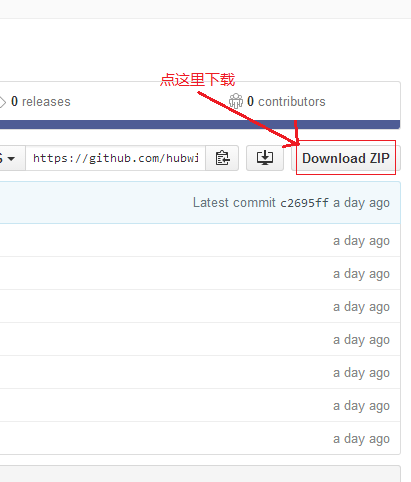 点这里下载
0 releases
0 contributors
https://github.com/hubwi
Download ZIP
Latest commit c2695ff a day ago
a day ago
a day ago
a day ago
a day ago
a day ago
a day ago
a day ago